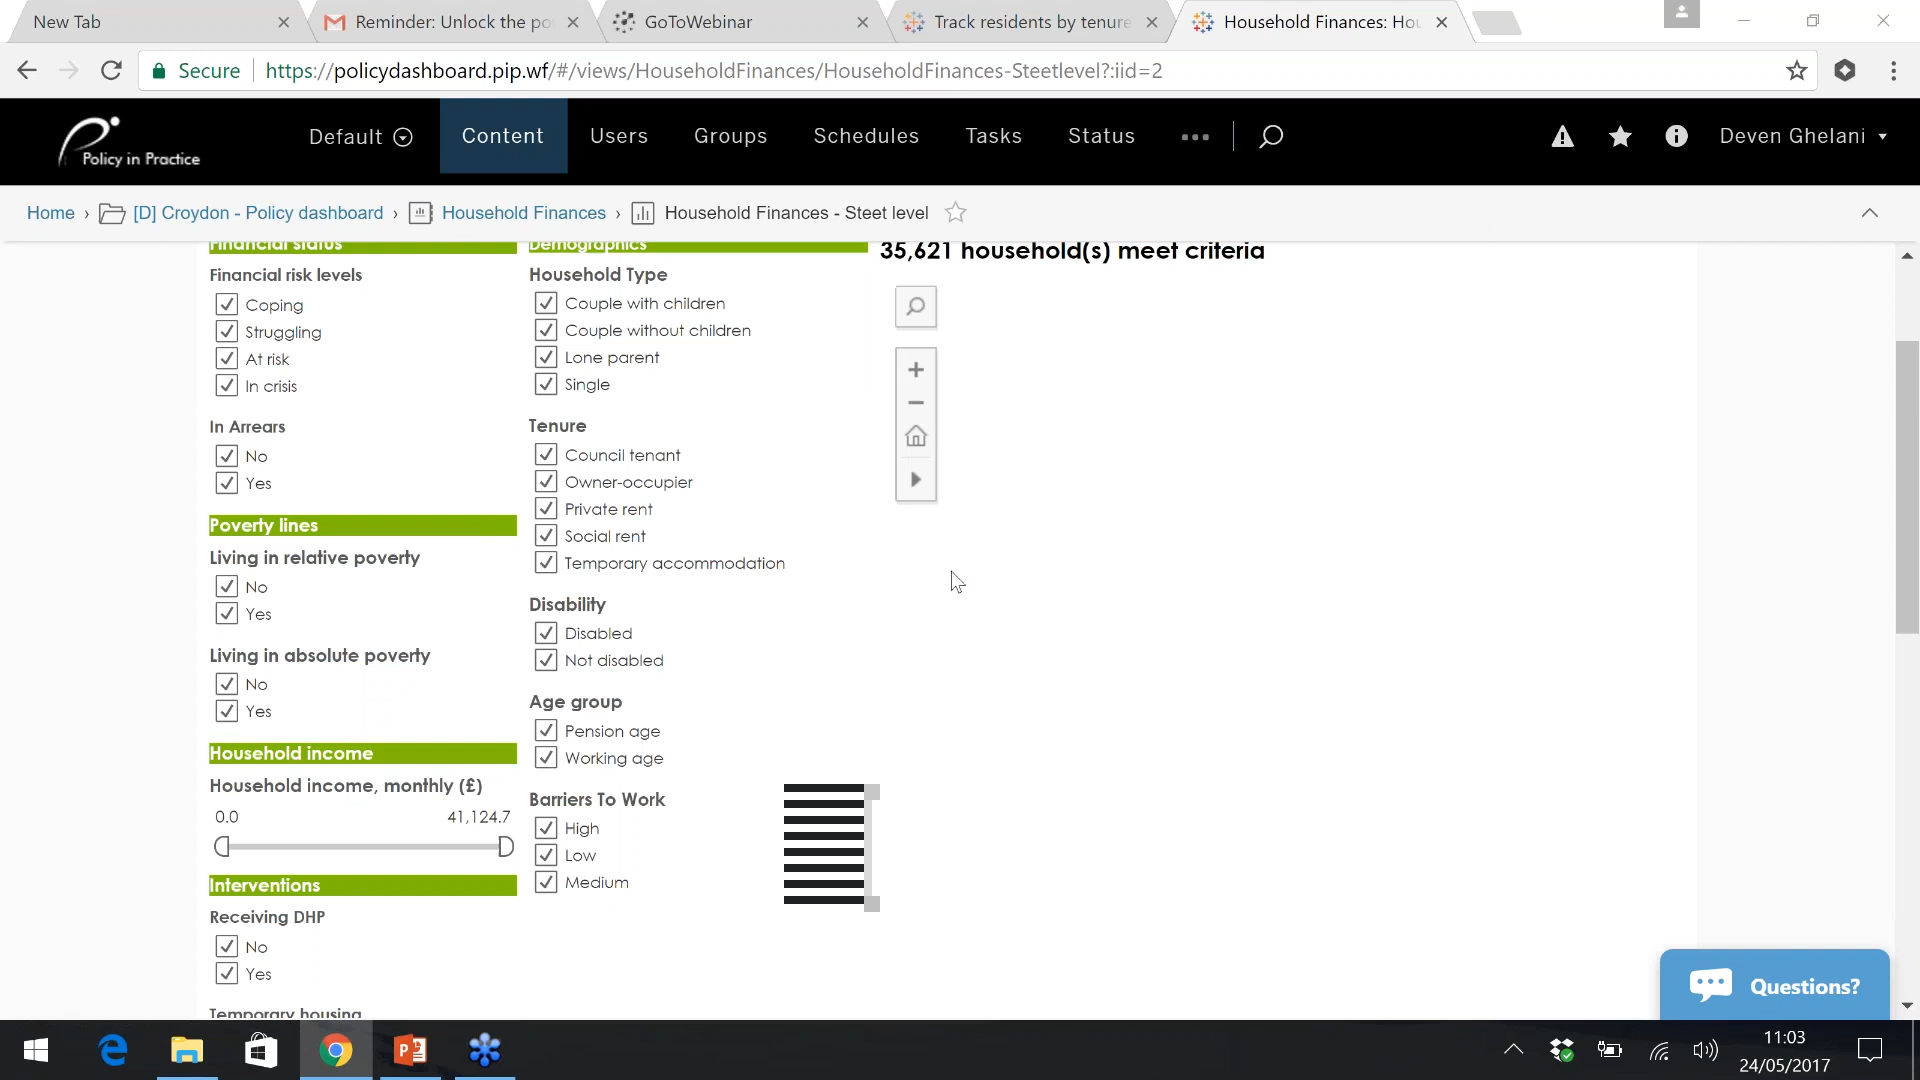 New Tab
Reminder: Unlock the po
GoToWebinar
Track residents by tenure
Household Finances: Hou
Secure
https://policydashboard.pip.wf/#/views/HouseholdFinances/HouseholdFinances-Steetlevel?:iid=2
Policy in Practice
Default
Content
Users
Groups
Schedules
Tasks
Status
Deven Ghelani
Home › [D] Croydon - Policy dashboard › Household Finances › Household Finances - Steet level
Financial status
Financial risk levels
Coping
Struggling
At risk
In crisis
In Arrears
No
Yes
Poverty lines
Living in relative poverty
No
Yes
Living in absolute poverty
No
Yes
Household income
Household income, monthly (£)
0.0
41,124.7
Interventions
Receiving DHP
No
Yes
Temporary housing
Demographics
Household Type
Couple with children
Couple without children
Lone parent
Single
Tenure
Council tenant
Owner-occupier
Private rent
Social rent
Temporary accommodation
Disability
Disabled
Not disabled
Age group
Pension age
Working age
Barriers To Work
High
Low
Medium
35,621 household(s) meet criteria
Questions?
11:03
24/05/2017